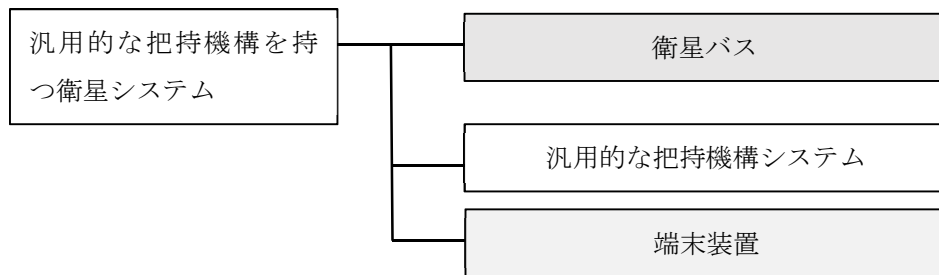 汎用的な把持機構を持
つ衛星システム
衛星バス
汎用的な把持機構システム
端末装置